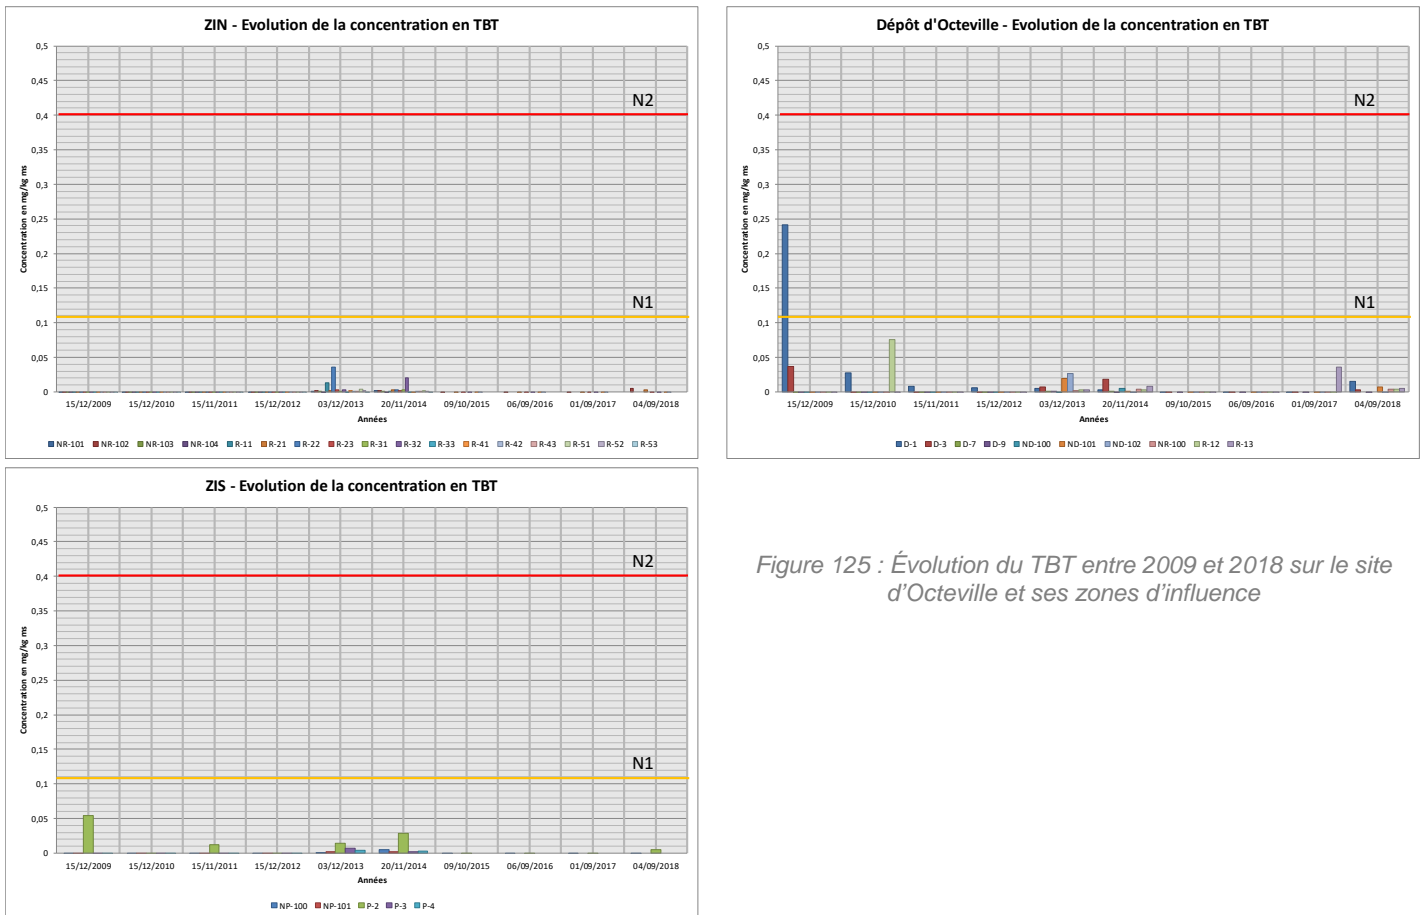 ZIN - Evolution de la concentration en TBT
Concentration en mg/kg ms
0,5
0,45
0,4
0,35
0,3
0,25
0,2
0,15
0,1
0,05
0
N2
N1
15/12/2009 15/12/2010 15/11/2011 15/12/2012 03/12/2013 20/11/2014 09/10/2015 06/09/2016 01/09/2017 04/09/2018
Années
NR-101 NR-102 NR-103 NR-104 R-11 R-21 R-22 R-23 R-31 R-32 R-33 R-41 R-42 R-43 R-51 R-52 R-53
Dépôt d'Octeville - Evolution de la concentration en TBT
Concentration en mg/kg ms
0,5
0,45
0,4
0,35
0,3
0,25
0,2
0,15
0,1
0,05
0
N2
N1
15/12/2009 15/12/2010 15/11/2011 15/12/2012 03/12/2013 20/11/2014 09/10/2015 06/09/2016 01/09/2017 04/09/2018
Années
D-1 D-3 D-7 D-9 ND-100 ND-101 ND-102 NR-100 R-12 R-13
ZIS - Evolution de la concentration en TBT
Concentration en mg/kg ms
0,5
0,45
0,4
0,35
0,3
0,25
0,2
0,15
0,1
0,05
0
N2
N1
15/12/2009 15/12/2010 15/11/2011 15/12/2012 03/12/2013 20/11/2014 09/10/2015 06/09/2016 01/09/2017 04/09/2018
Années
NP-100 NP-101 P-2 P-3 P-4
Figure 125 : Évolution du TBT entre 2009 et 2018 sur le site
d'Octeville et ses zones d'influence